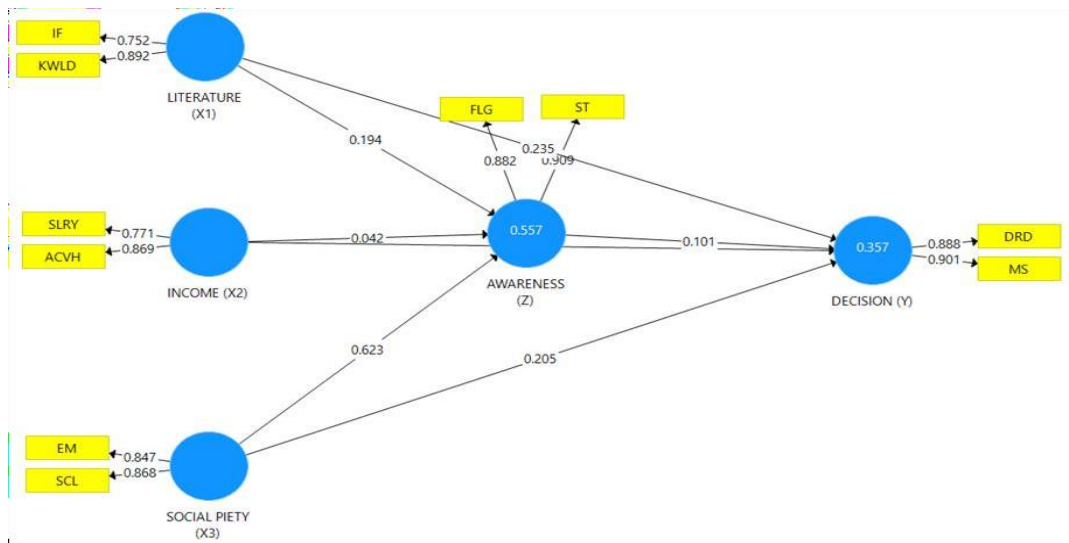 IF
0.752
KWLD
0.892
LITERATURE
(X1)
FLG
ST
0.194
0.235
0.882
0.909
SLRY
0.771
ACVH
0.869
INCOME (X2)
0.042
0.557
AWARENESS
(Z)
0.101
0.357
DECISION (Y)
0.888
DRD
0.901
MS
0.623
0.205
EM
0.847
SCL
0.868
SOCIAL PIETY
(X3)